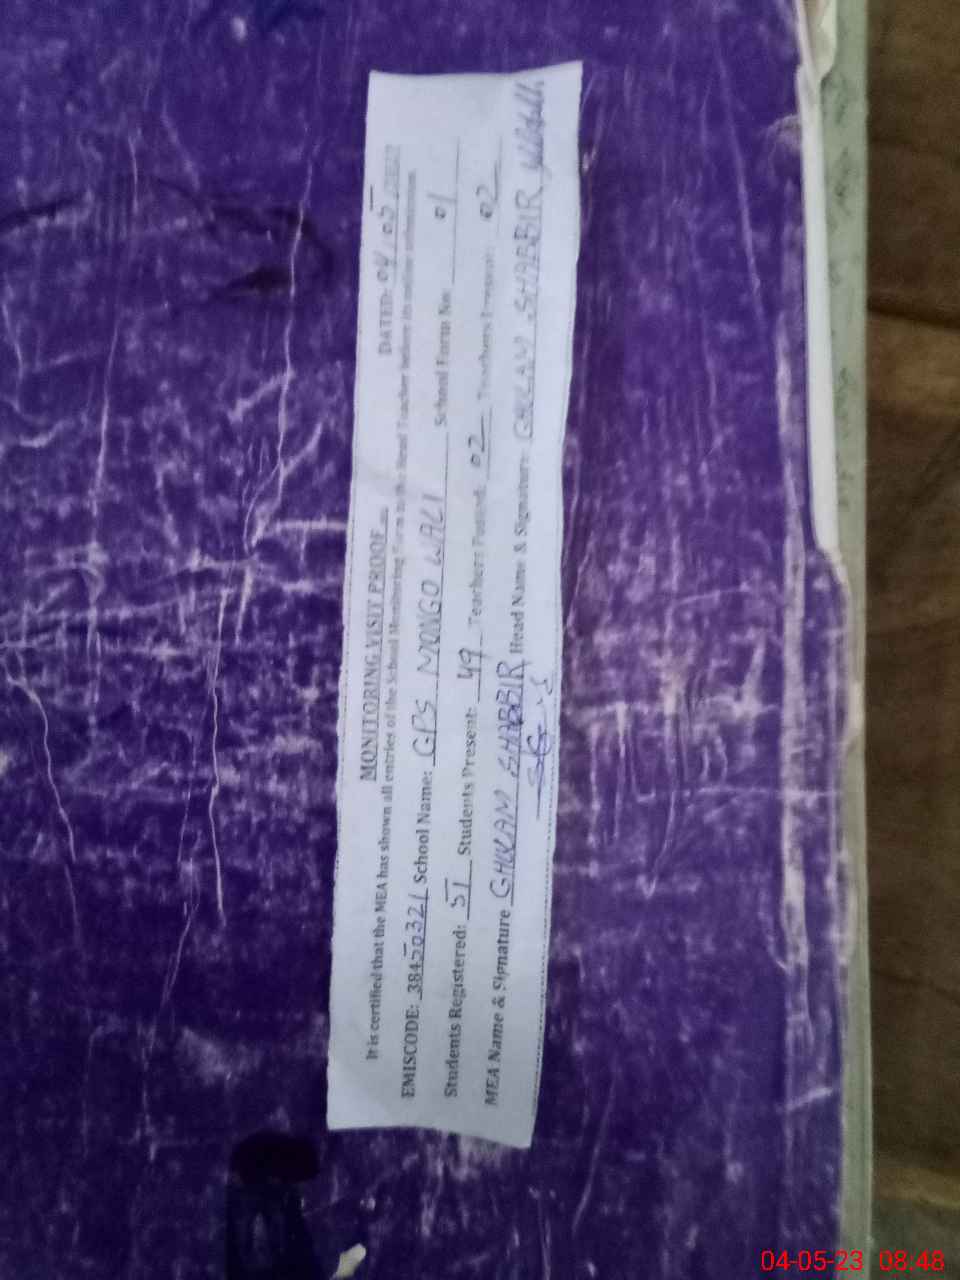 MONITORING VISIT PROOF DATED: 04/05/2023
It is certified that the MEA has shown all entries of the School Monitoring Form to the Head Teacher before its online submission
EMISCODE: 38450321 School Name: GPS MONGO WALI School Form No: 01
Students Registered: 51 Students Present: 49 Teachers Posted: 02 Teachers Present: 02
MEA Name & Signature GHULAM SHABBIR Head Name & Signature: GHULAM SHABBIR
04-05-23 08:48